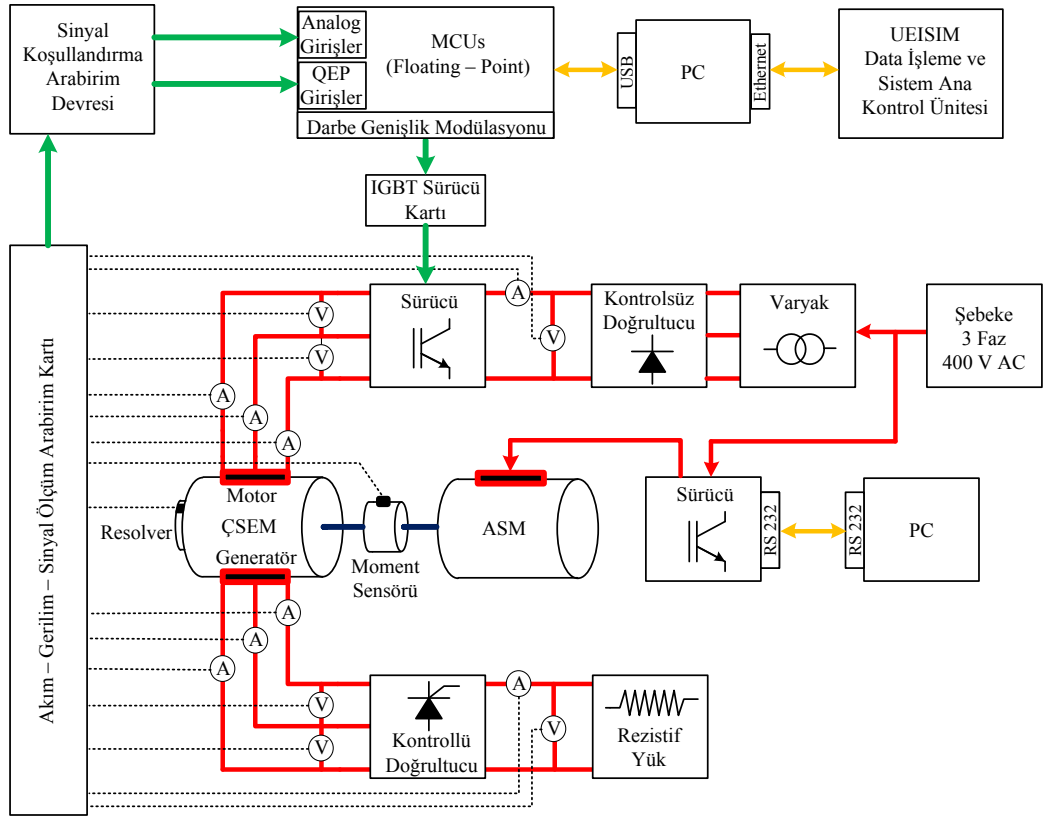 Sinyal
Koşullandırma
Arabirim
Devresi
Analog
Girişler
QEP
Girişler
MCUs
(Floating – Point)
Darbe Genişlik Modülasyonu
USB
PC
Ethernet
UEISIM
Data İşleme ve
Sistem Ana
Kontrol Ünitesi
IGBT Sürücü
Kartı
Akım – Gerilim – Sinyal Ölçüm Arabirim Kartı
V
V
A
A
A
Sürücü
A
V
Kontrolsüz
Doğrultucu
Varyak
Şebeke
3 Faz
400 V AC
Resolver
Motor
ÇSEM
Generatör
Moment
Sensörü
ASM
Sürücü
RS 232
RS 232
PC
A
A
A
V
V
Kontrollü
Doğrultucu
A
V
Rezistif
Yük